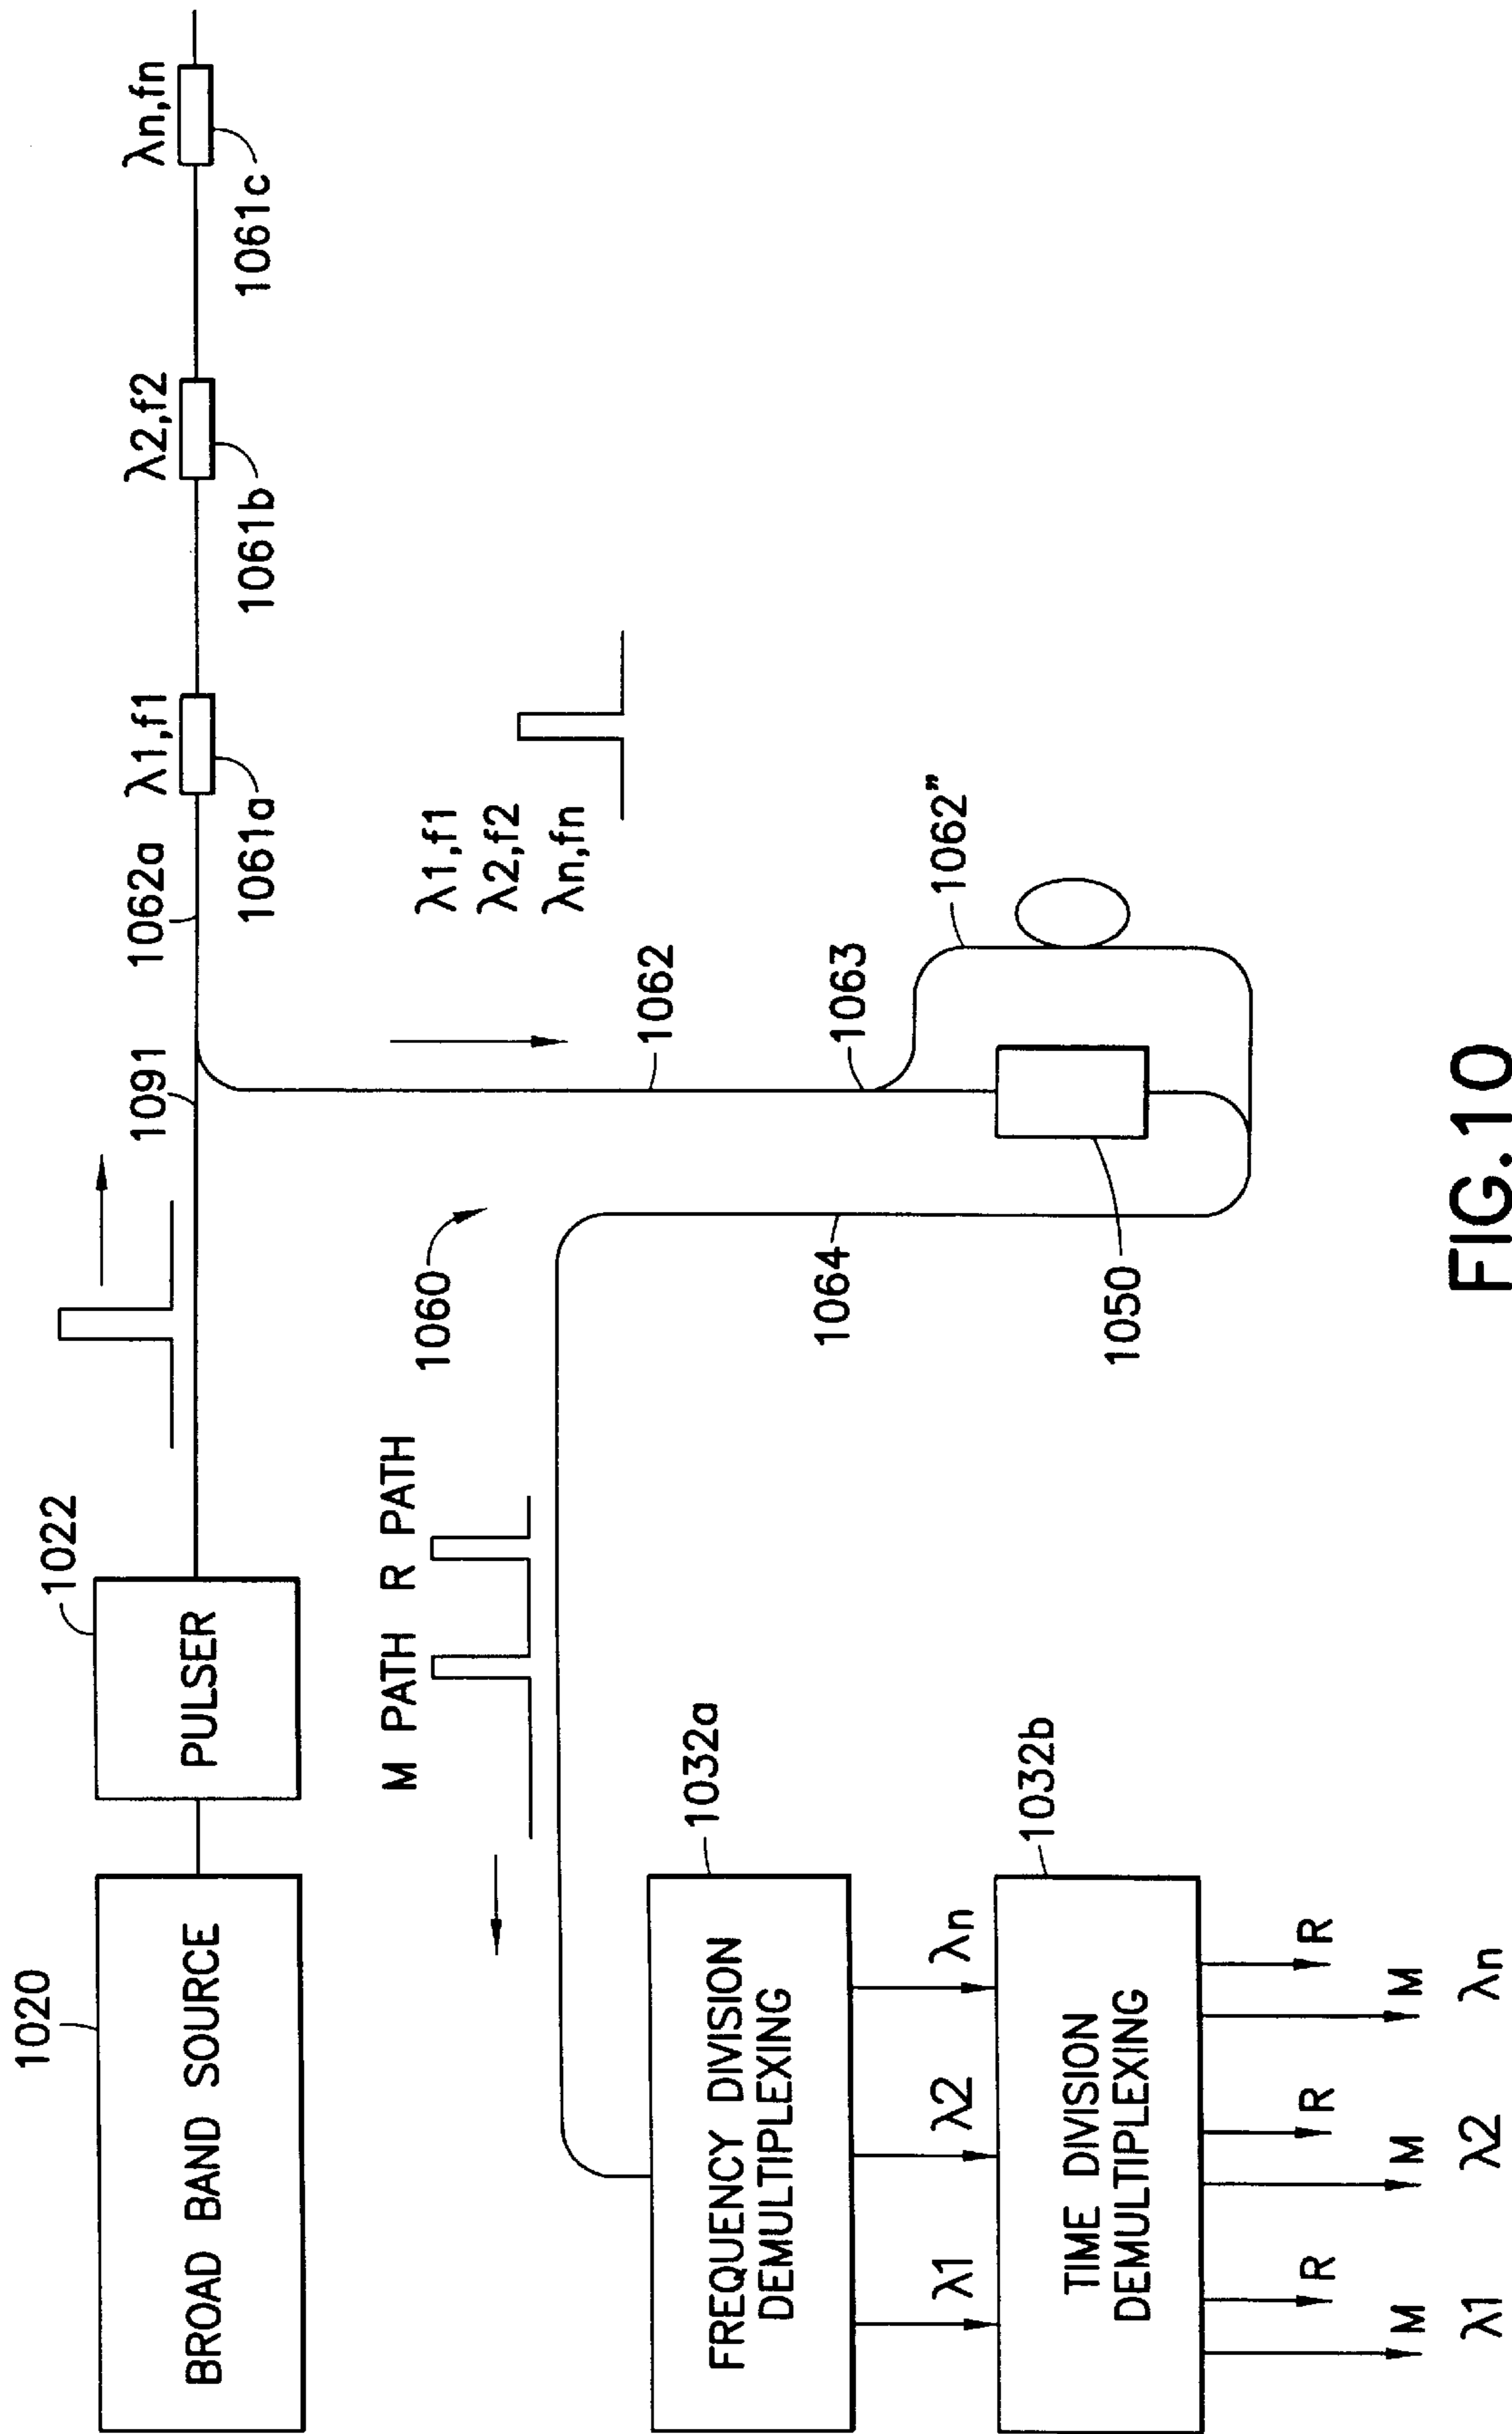 1020
BROAD BAND SOURCE
1022
PULSER
1091
1062a
λ1,f1
1061a
λ2,f2
1061b
λn,fn
1061c
M PATH R PATH
1060
λ1,f1
λ2,f2
λn,fn
1062
1063
1062"
1064
1050
1032a
FREQUENCY DIVISION
DEMULTIPLEXING
λ1 λ2 λn
1032b
TIME DIVISION
DEMULTIPLEXING
M R M R M R
λ1 λ2 λn
FIG.10